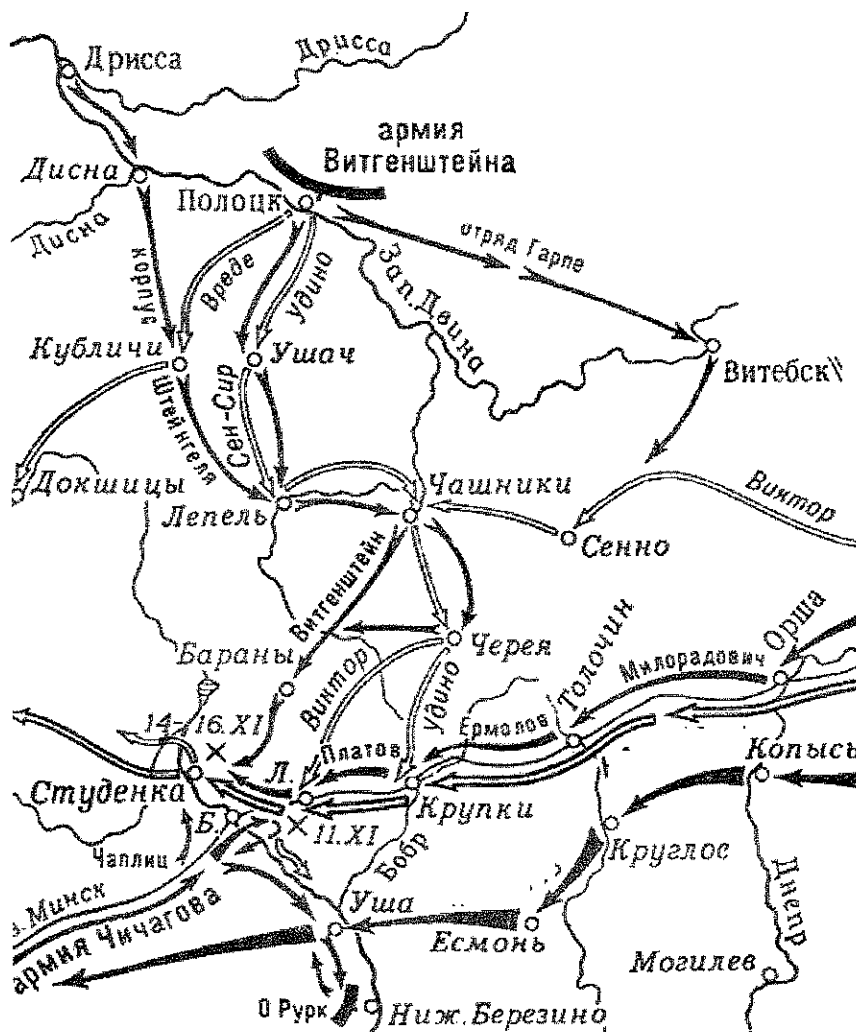 Дрисса
Дрисса
армия
Витгенштейна
Дисна
Полоцк
Дисна
отряд Гарпе
корпус
Вреде
Удино
Зап. Двина
Кубличи
Ушач
Витебск
Штейнгеля
Сен-Сир
Докшицы
Лепель
Чашники
Виктор
Сенно
Витгенштейн
Черея
Бараны
Виктор
Удино
Толочин
Милорадович
Орша
14-16.XI
Ермолов
Платов
Копысь
Студенка
Л.
Крупки
Б.
11.XI
Чаплиц
Бобр
Круглое
Минск
армия Чичагова
Уша
Есмонь
Днепр
Могилев
О Рурк
Ниж. Березино